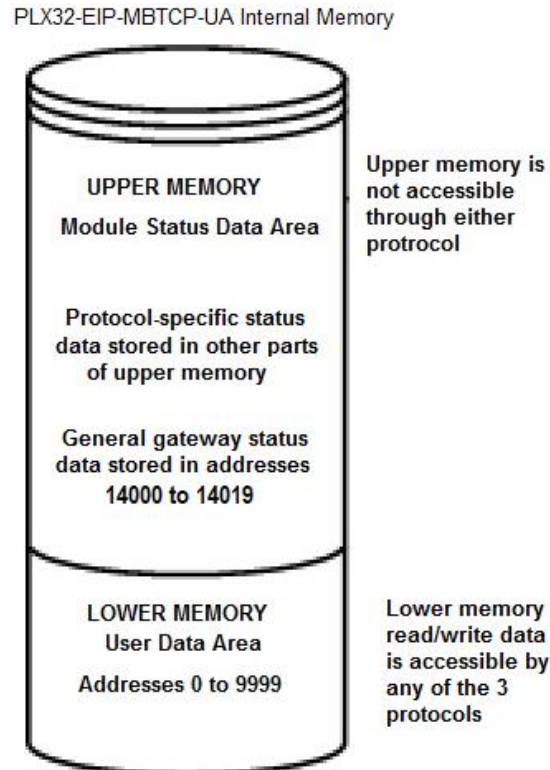 PLX32-EIP-MBTCP-UA Internal Memory
UPPER MEMORY
Module Status Data Area
Upper memory is
not accessible
through either
protrocol
Protocol-specific status
data stored in other parts
of upper memory
General gateway status
data stored in addresses
14000 to 14019
LOWER MEMORY
User Data Area
Addresses 0 to 9999
Lower memory
read/write data
is accessible by
any of the 3
protocols